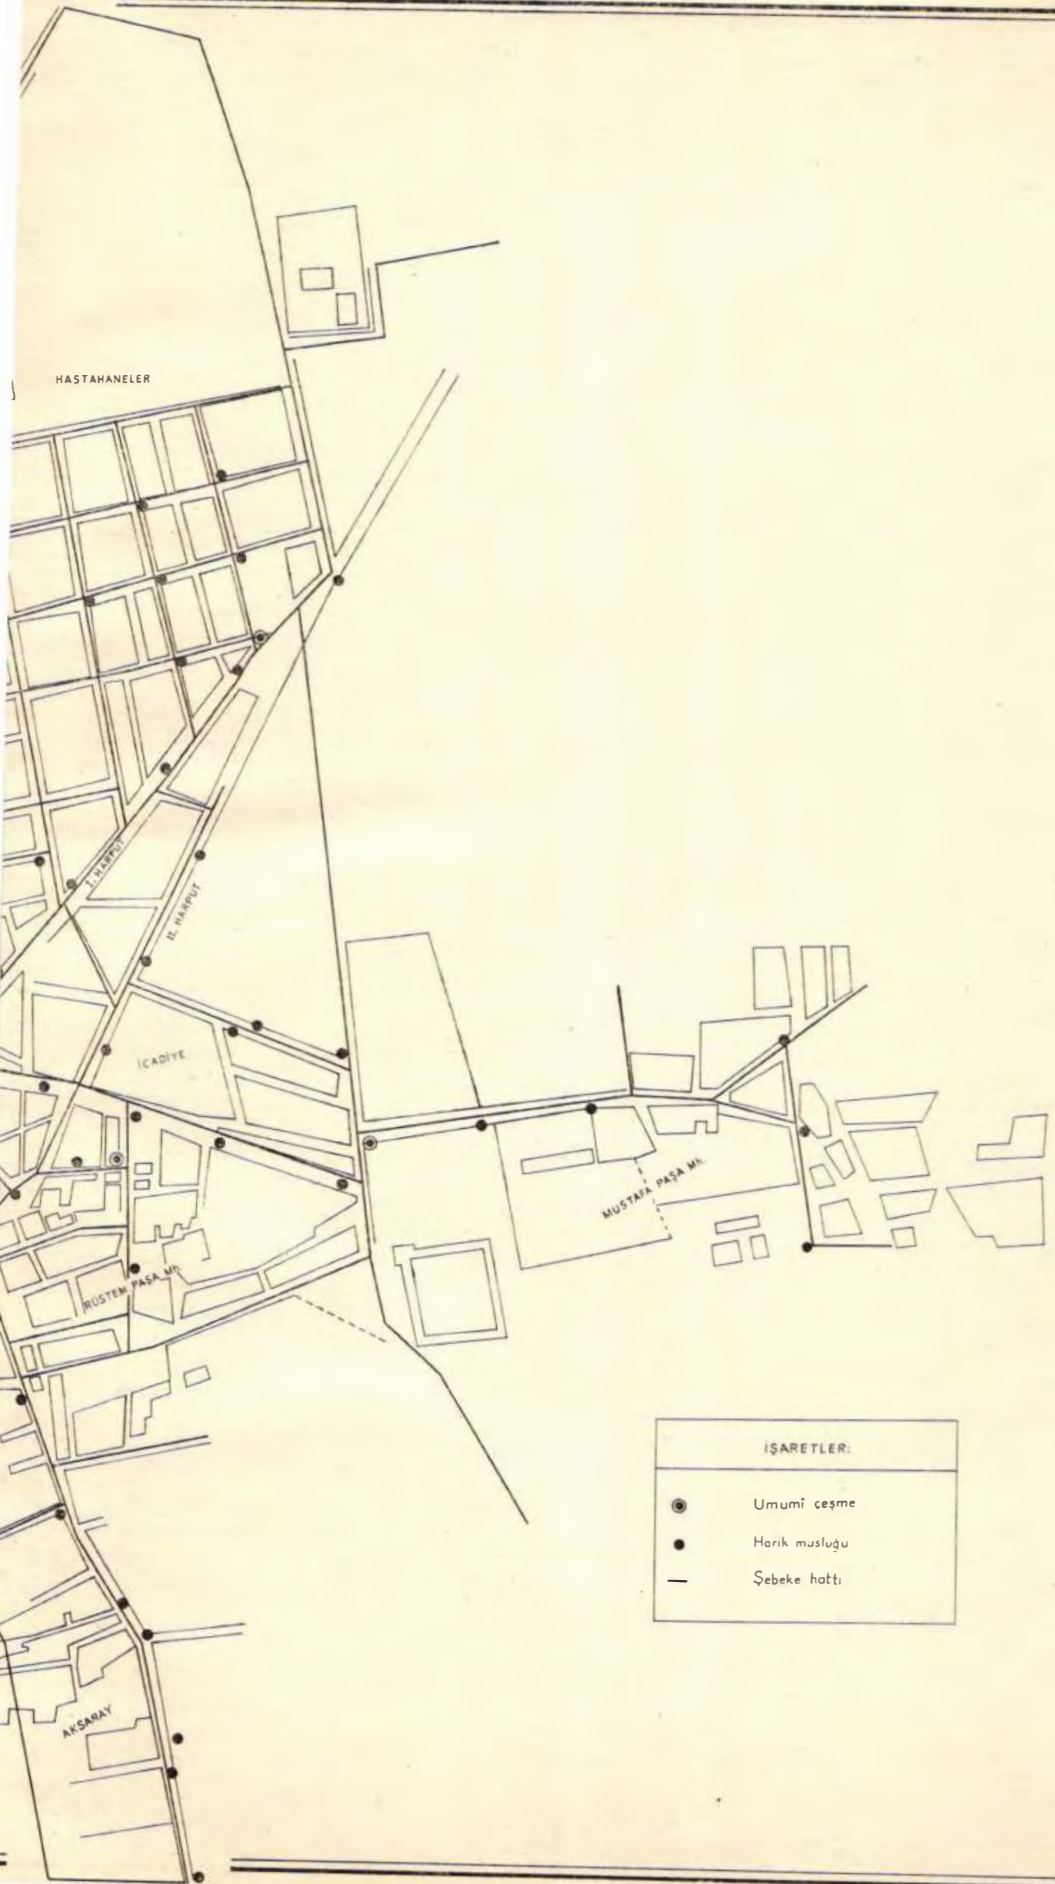 HASTAHANELER
I. HARPUT
II. HARPUT
İCADİYE
MUSTAFA PAŞA Mh.
RÜSTEM PAŞA Mh.
AKSARAY
İŞARETLER:
Umumî çeşme
Harik musluğu
Şebeke hattı